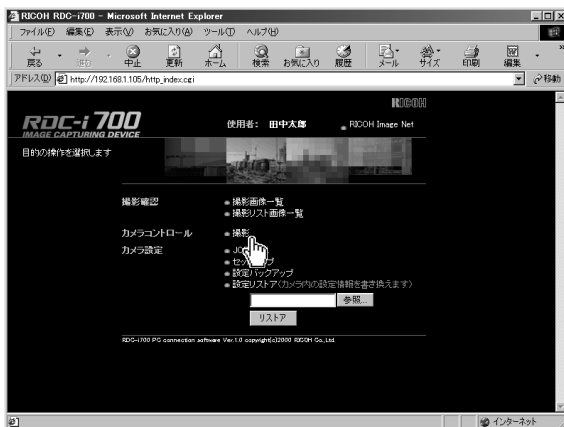 RICOH RDC-i700 - Microsoft Internet Explorer
ファイル(F) 編集(E) 表示(V) お気に入り(A) ツール(T) ヘルプ(H)
戻る 進む 中止 更新 ホーム 検索 お気に入り 履歴 メール サイズ 印刷 編集
アドレス(D) http://192.168.1.105/http_index.cgi 移動
RICOH
RDC-i 700
IMAGE CAPTURING DEVICE
使用者: 田中太郎 RICOH Image Net
目的の操作を選択します
撮影確認 撮影画像一覧
撮影リスト画像一覧
カメラコントロール 撮影
カメラ設定
設定バックアップ
設定リストア(カメラ内の設定情報を書き換えます)
参照...
リストア
RDC-i700 PC connection software Ver.1.0 copyright(c)2000 RICOH Co.,Ltd.
インターネット